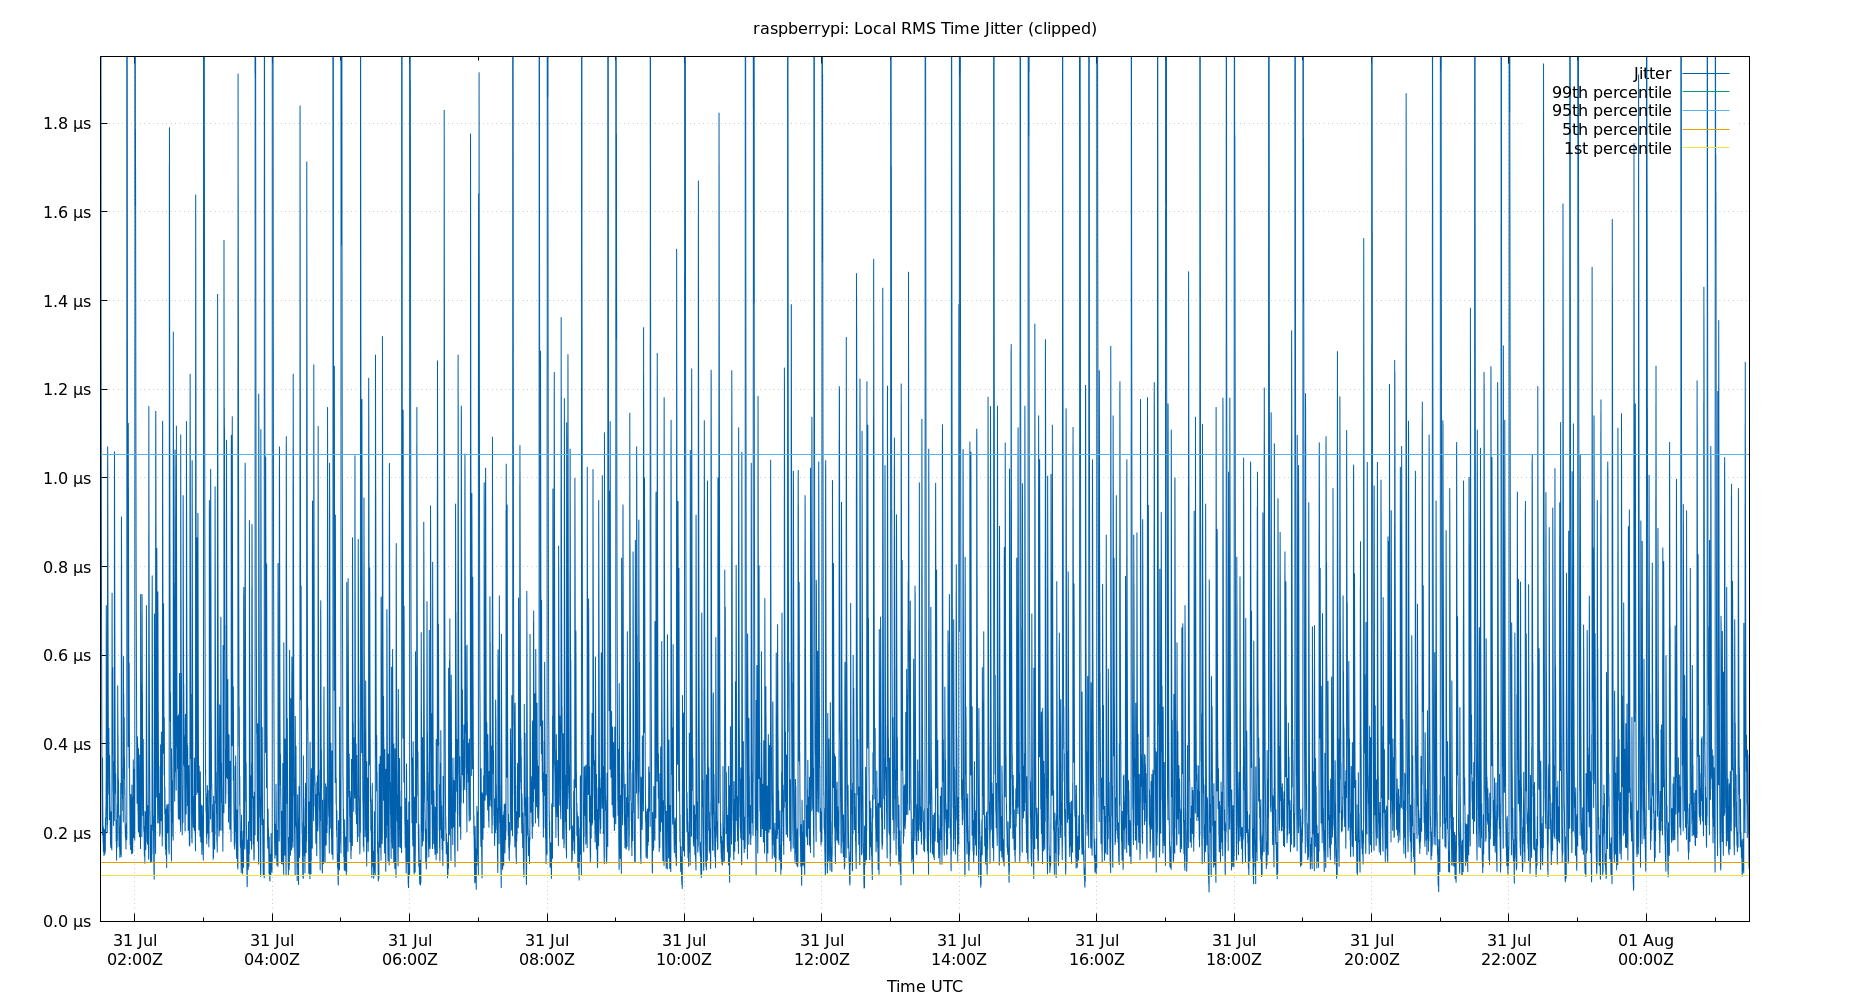 raspberrypi: Local RMS Time Jitter (clipped)
Jitter
99th percentile
95th percentile
5th percentile
1st percentile
1.8 µs
1.6 µs
1.4 µs
1.2 µs
1.0 µs
0.8 µs
0.6 µs
0.4 µs
0.2 µs
0.0 µs
31 Jul 31 Jul 31 Jul 31 Jul 31 Jul 31 Jul 31 Jul 31 Jul 31 Jul 31 Jul 31 Jul 01 Aug
02:00Z 04:00Z 06:00Z 08:00Z 10:00Z 12:00Z 14:00Z 16:00Z 18:00Z 20:00Z 22:00Z 00:00Z
Time UTC